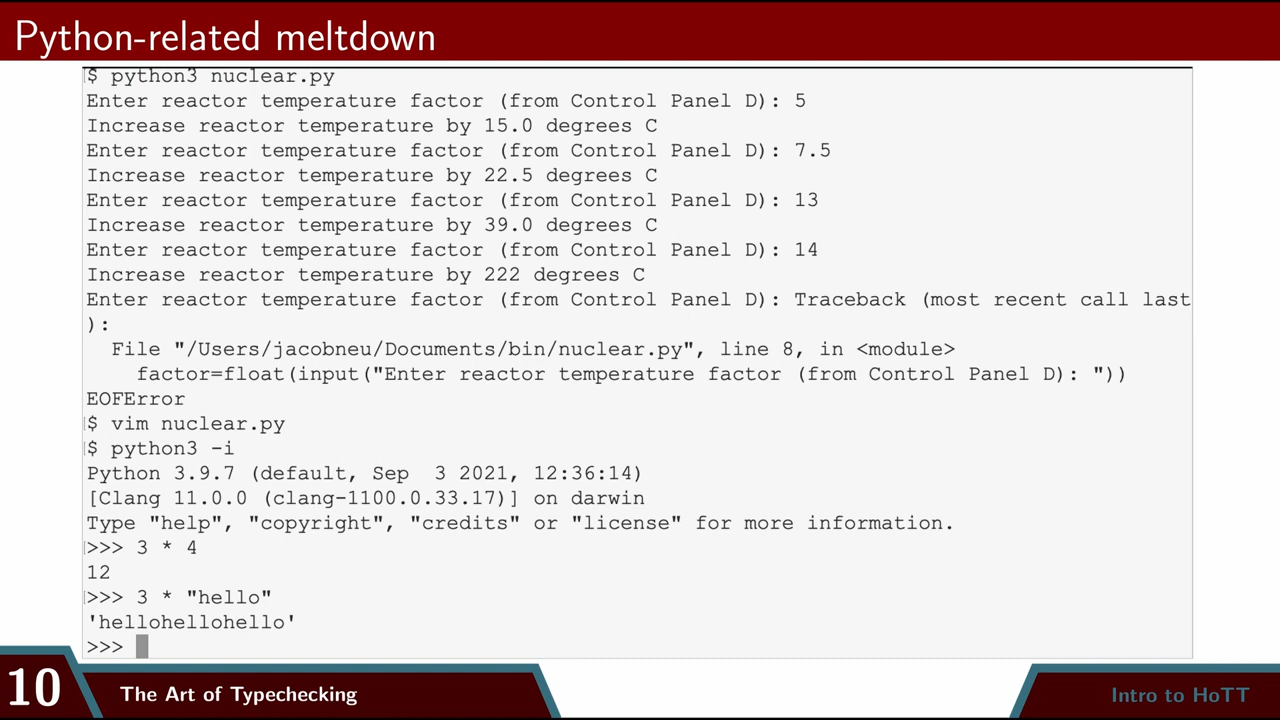 Python-related meltdown
$ python3 nuclear.py
Enter reactor temperature factor (from Control Panel D): 5
Increase reactor temperature by 15.0 degrees C
Enter reactor temperature factor (from Control Panel D): 7.5
Increase reactor temperature by 22.5 degrees C
Enter reactor temperature factor (from Control Panel D): 13
Increase reactor temperature by 39.0 degrees C
Enter reactor temperature factor (from Control Panel D): 14
Increase reactor temperature by 222 degrees C
Enter reactor temperature factor (from Control Panel D): Traceback (most recent call last
):
  File "/Users/jacobneu/Documents/bin/nuclear.py", line 8, in <module>
    factor=float(input("Enter reactor temperature factor (from Control Panel D): "))
EOFError
$ vim nuclear.py
$ python3 -i
Python 3.9.7 (default, Sep  3 2021, 12:36:14)
[Clang 11.0.0 (clang-1100.0.33.17)] on darwin
Type "help", "copyright", "credits" or "license" for more information.
>>> 3 * 4
12
>>> 3 * "hello"
'hellohellohello'
>>>
10 The Art of Typechecking Intro to HoTT